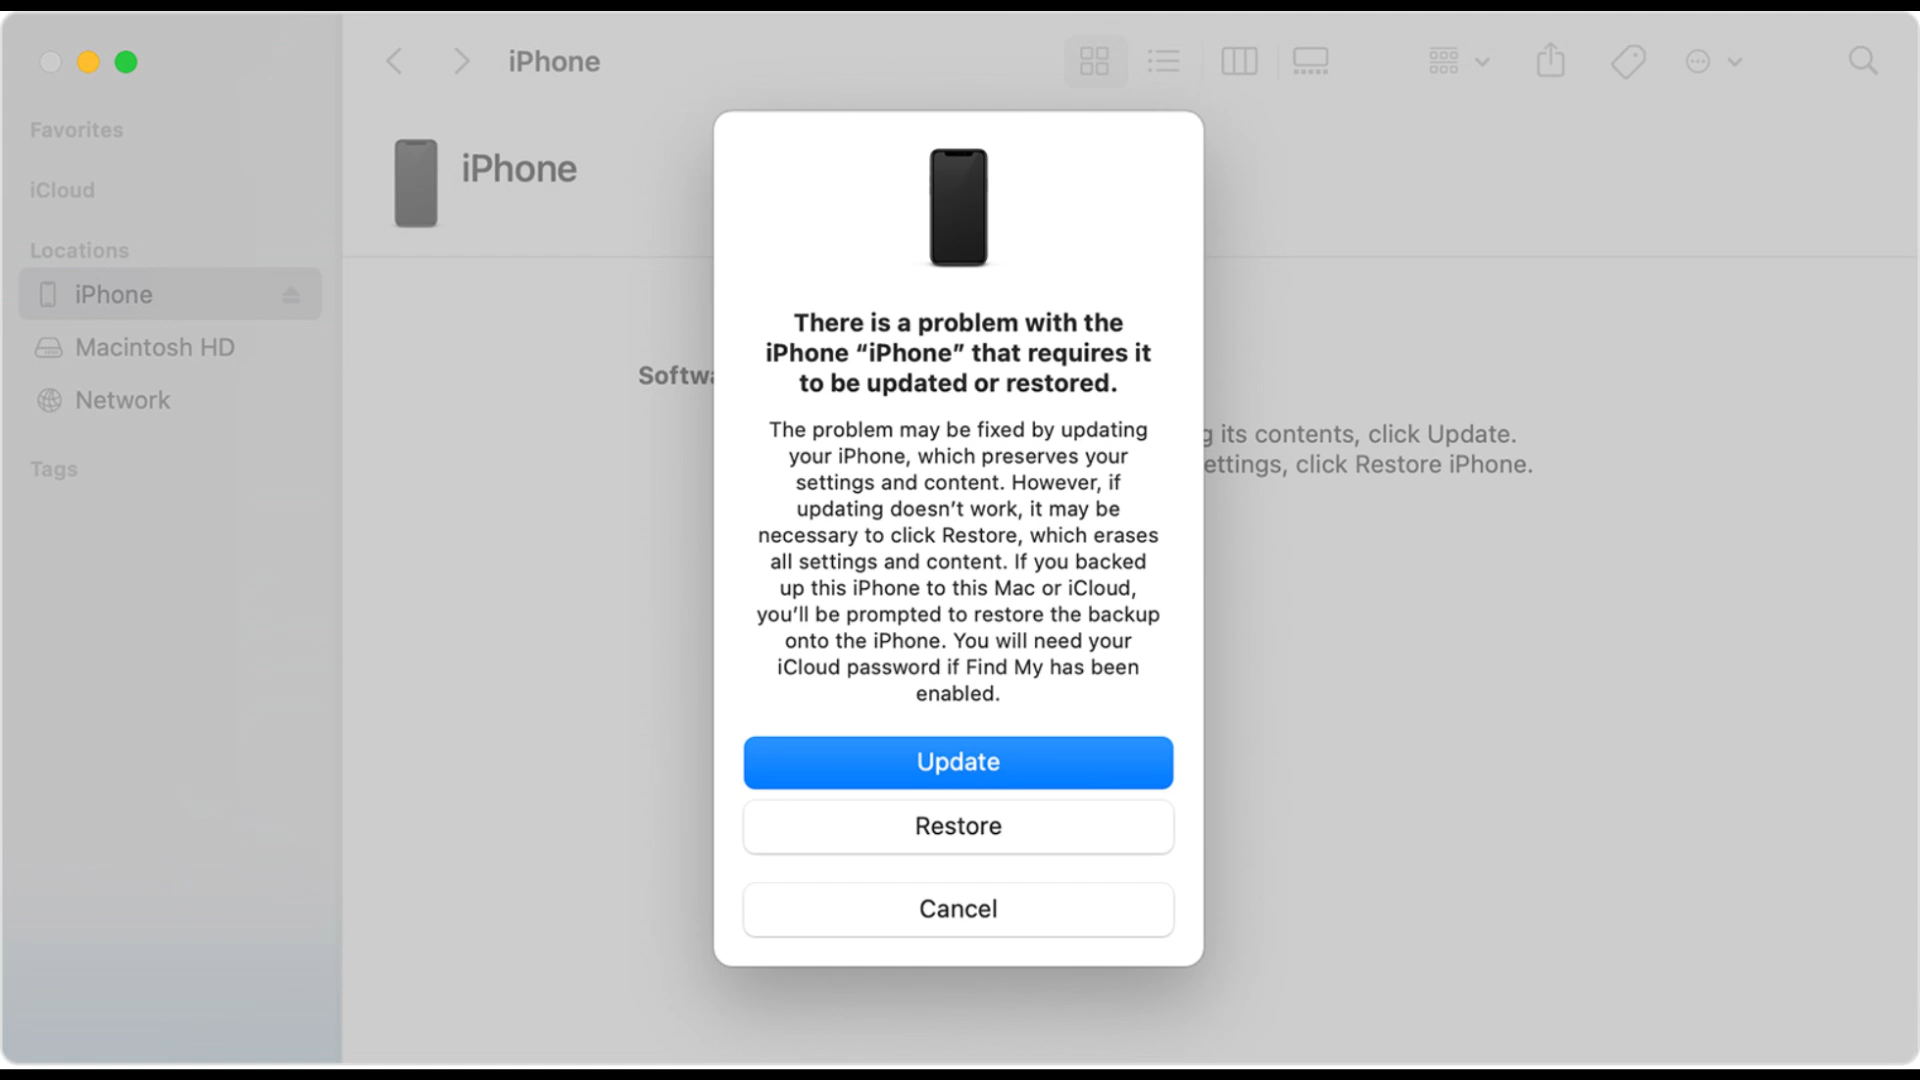 iPhone
Favorites
iCloud
Locations
iPhone
Macintosh HD
Network
Tags
iPhone
There is a problem with the
iPhone “iPhone” that requires it
to be updated or restored.
The problem may be fixed by updating
your iPhone, which preserves your
settings and content. However, if
updating doesn’t work, it may be
necessary to click Restore, which erases
all settings and content. If you backed
up this iPhone to this Mac or iCloud,
you’ll be prompted to restore the backup
onto the iPhone. You will need your
iCloud password if Find My has been
enabled.
Update
Restore
Cancel
its contents, click Update.
click Restore iPhone.